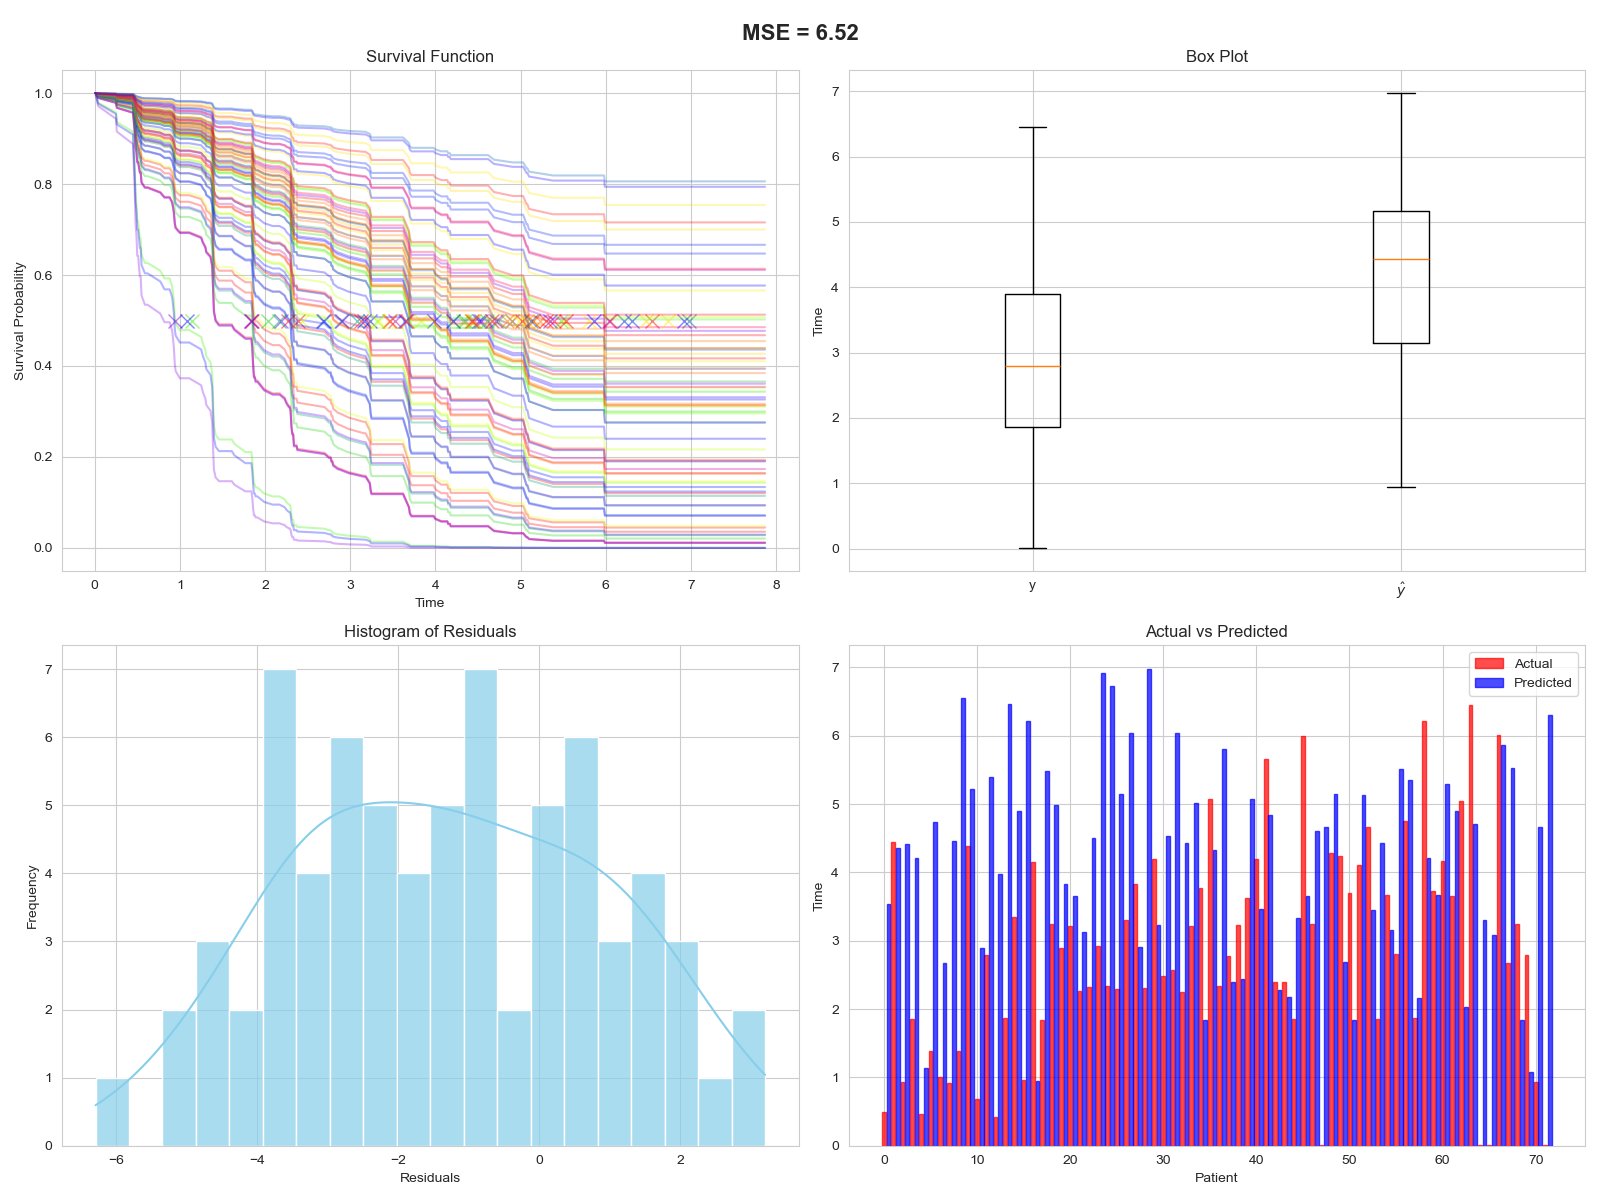 MSE = 6.52
Survival Function
Survival Probability
1.0
0.8
0.6
0.4
0.2
0.0
0 1 2 3 4 5 6 7 8
Time
Box Plot
Time
7
6
5
4
3
2
1
0
y ŷ
Histogram of Residuals
Frequency
7
6
5
4
3
2
1
0
−6 −4 −2 0 2
Residuals
Actual vs Predicted
Actual
Predicted
Time
7
6
5
4
3
2
1
0
0 10 20 30 40 50 60 70
Patient